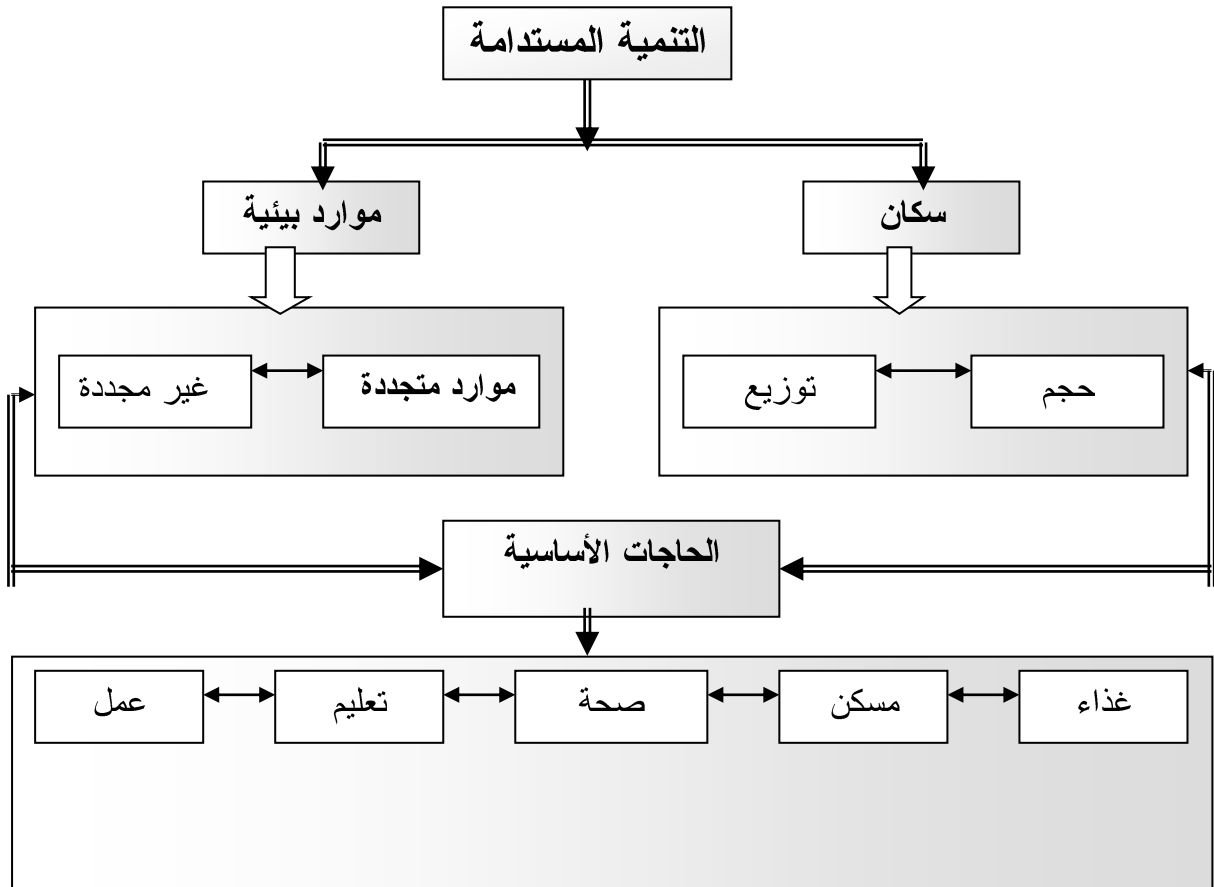 التنمية المستدامة
سكان
موارد بيئية
حجم
توزيع
موارد متجددة
غير مجددة
الحاجات الأساسية
غذاء
مسكن
صحة
تعليم
عمل